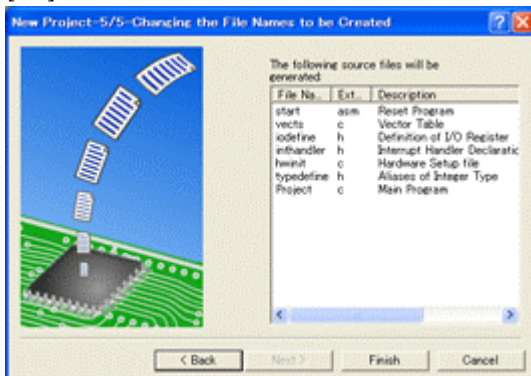 New Project-5/5-Changing the File Names to be Created
The following source files will be
generated:
File Na... Ext... Description
start asm Reset Program
vects c Vector Table
iodefine h Definition of I/O Register
inthandler h Interrupt Handler Declaratic
hwinit c Hardware Setup file
typedefine h Aliases of Integer Type
Project c Main Program
< Back Next > Finish Cancel